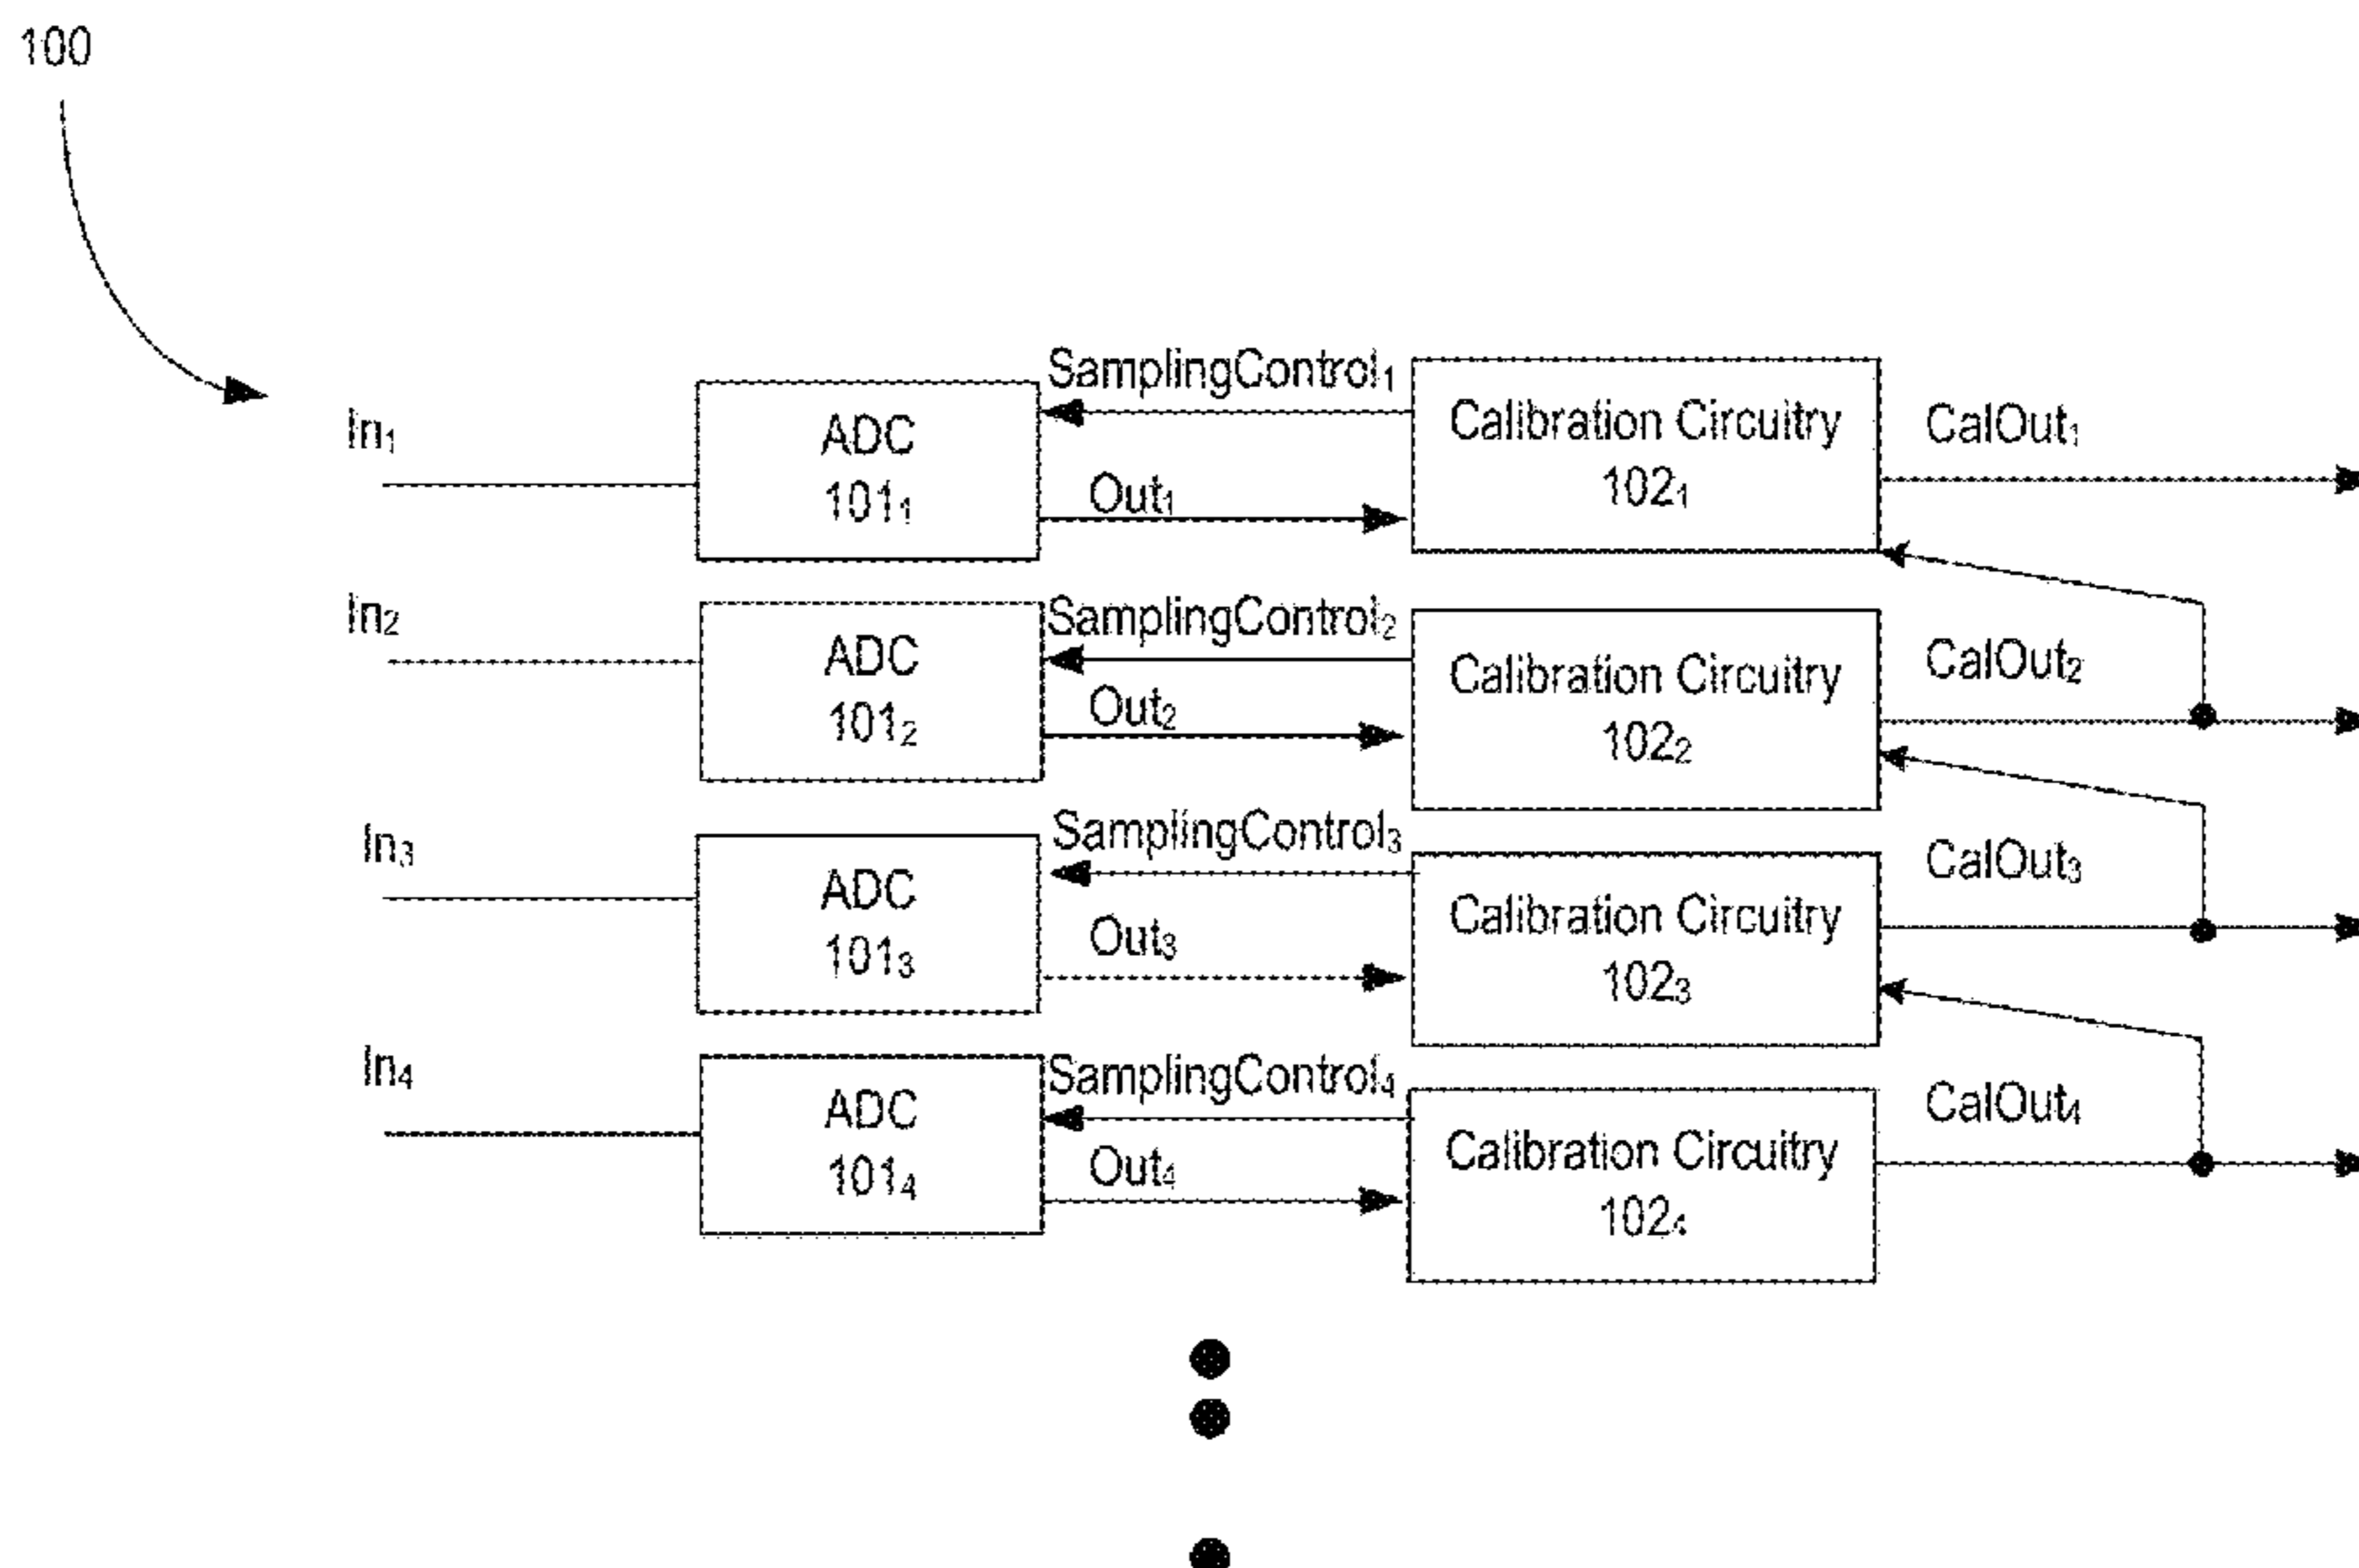 100
In₁
ADC
101₁
SamplingControl₁
Out₁
Calibration Circuitry
102₁
CalOut₁
In₂
ADC
101₂
SamplingControl₂
Out₂
Calibration Circuitry
102₂
CalOut₂
In₃
ADC
101₃
SamplingControl₃
Out₃
Calibration Circuitry
102₃
CalOut₃
In₄
ADC
101₄
SamplingControl₄
Out₄
Calibration Circuitry
102₄
CalOut₄